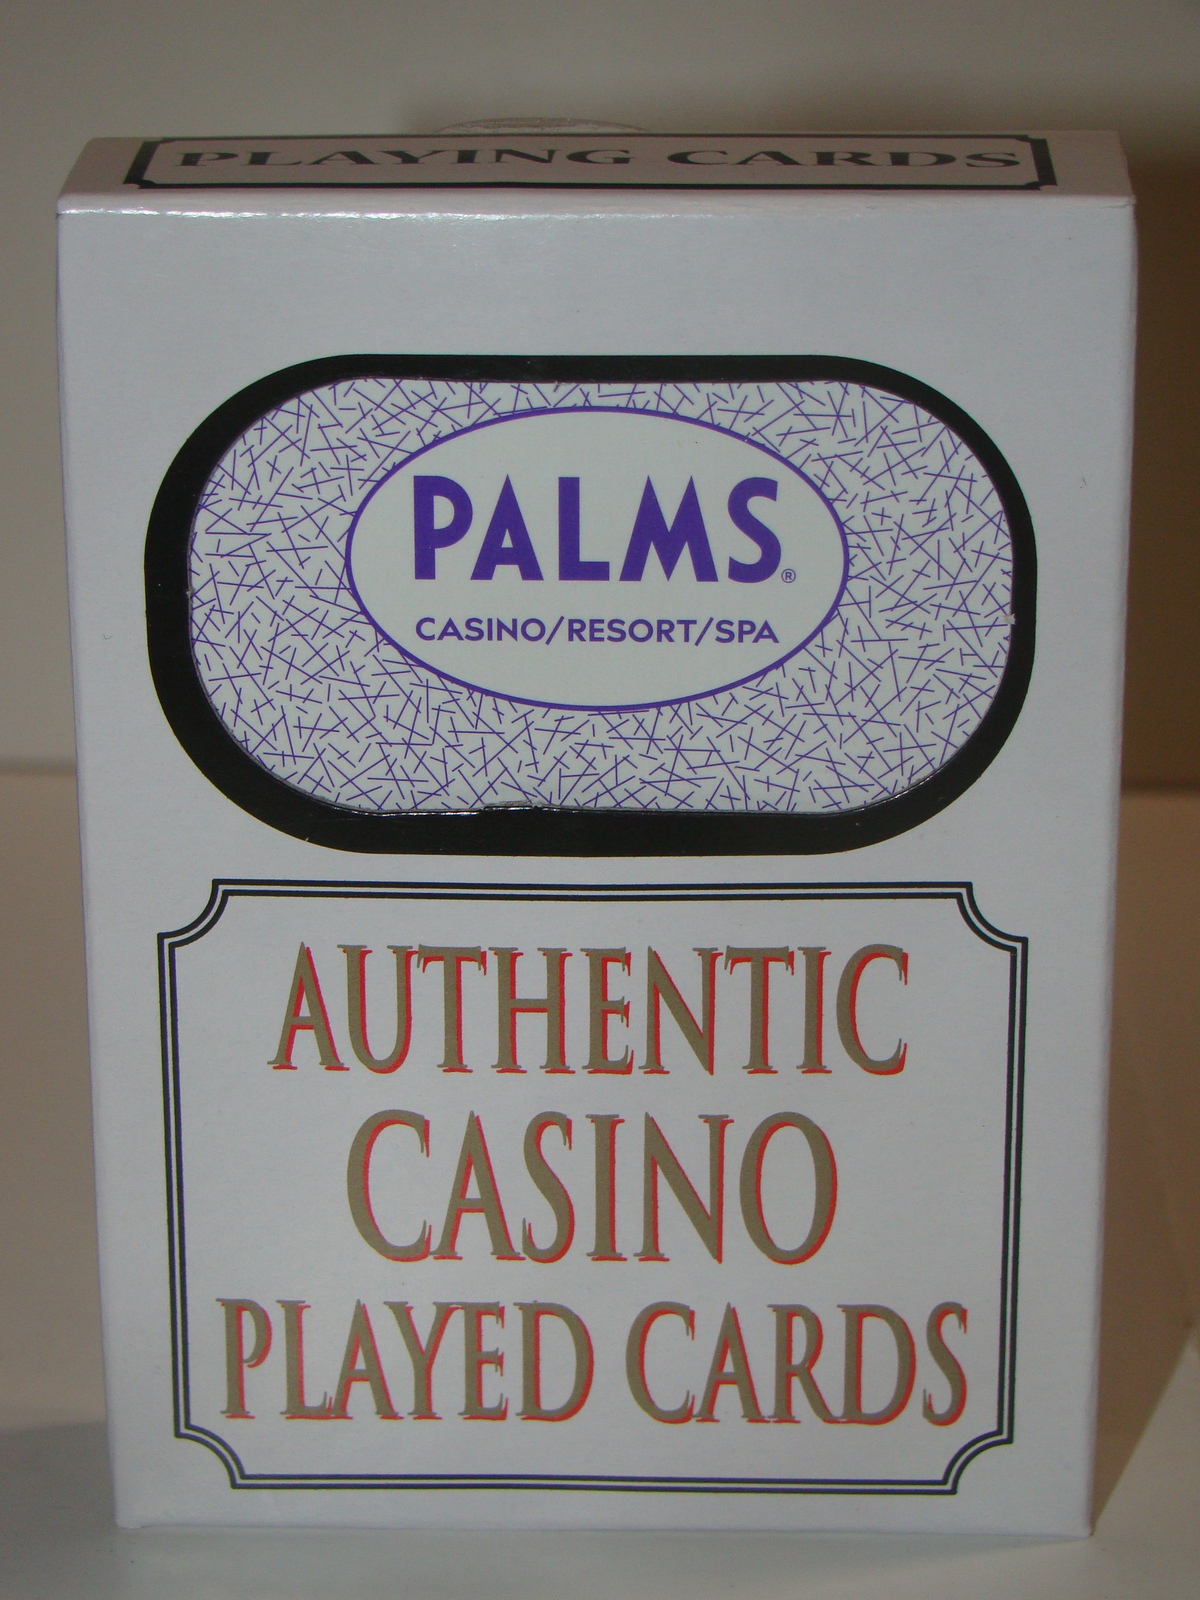 PLAYING CARDS
PALMS®
CASINO/RESORT/SPA
AUTHENTIC
CASINO
PLAYED CARDS